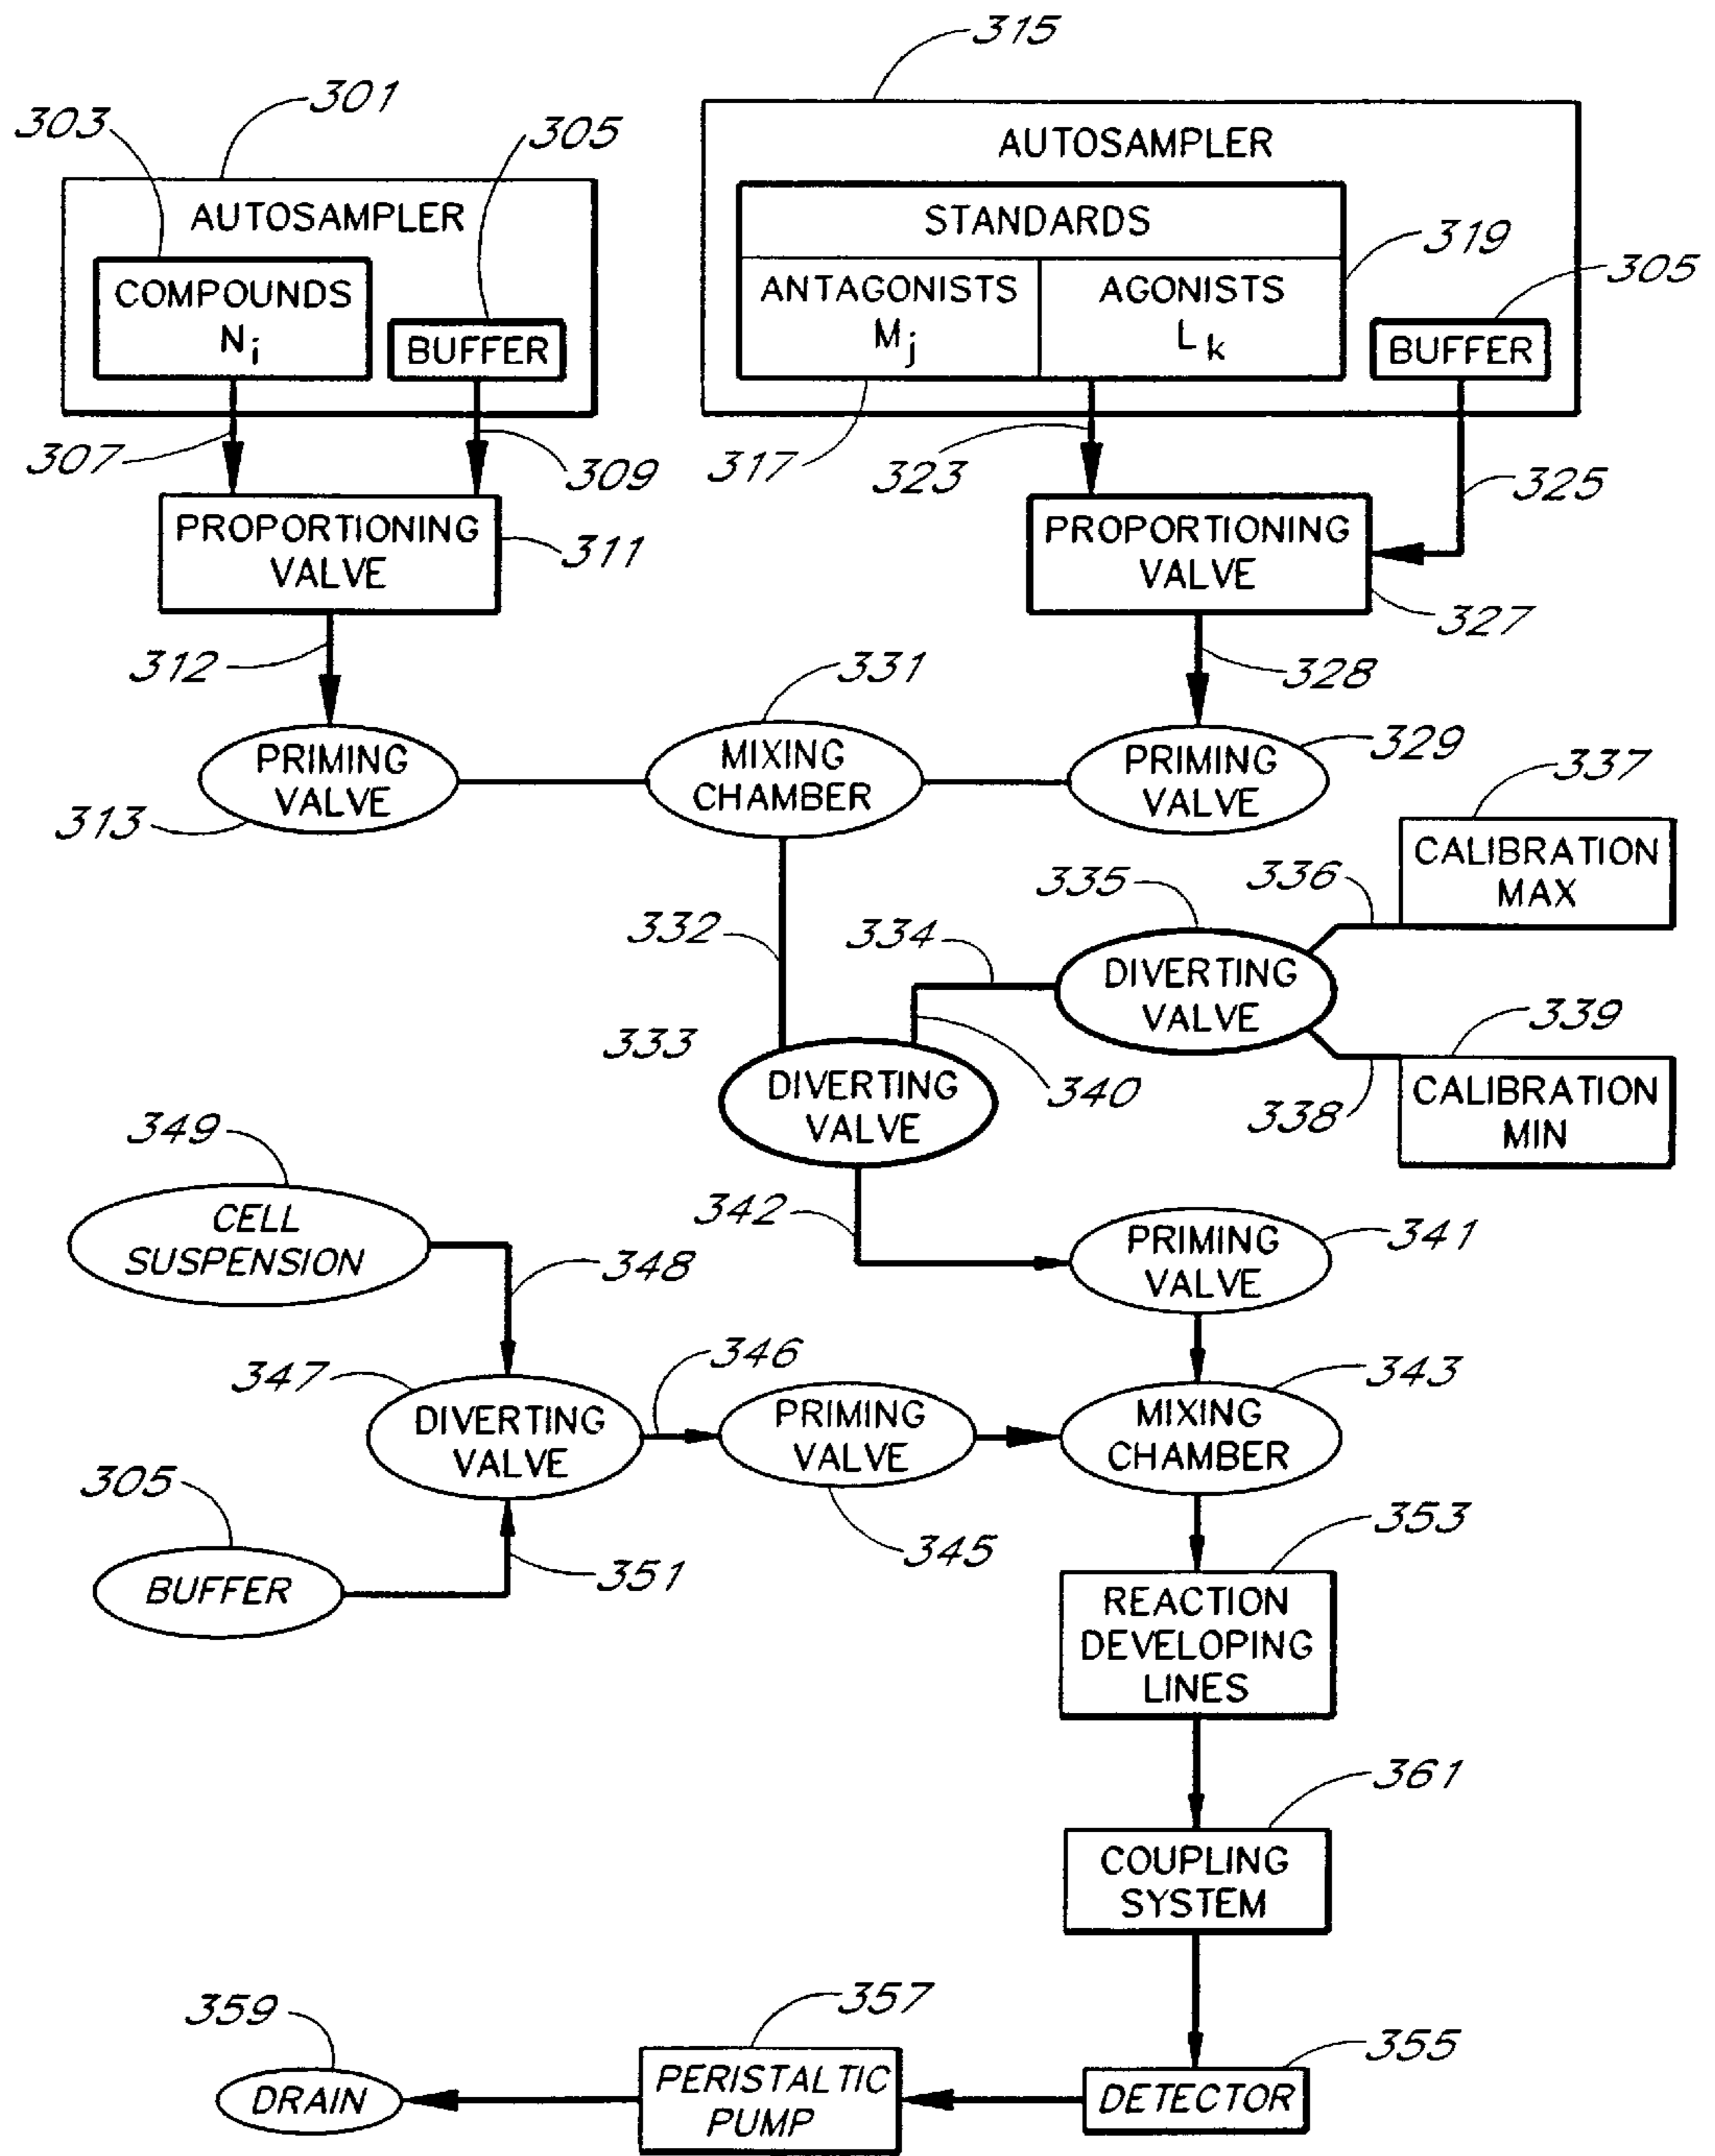 315
301
303
305
AUTOSAMPLER
AUTOSAMPLER
STANDARDS
319
305
COMPOUNDS
Ni
BUFFER
ANTAGONISTS
Mj
AGONISTS
Lk
BUFFER
307
309
317
323
325
PROPORTIONING
VALVE
311
PROPORTIONING
VALVE
327
312
331
328
PRIMING
VALVE
313
MIXING
CHAMBER
PRIMING
VALVE
329
337
CALIBRATION
MAX
335
336
332
334
DIVERTING
VALVE
333
339
340
338
CALIBRATION
MIN
DIVERTING
VALVE
349
CELL
SUSPENSION
342
PRIMING
VALVE
341
348
347
346
343
DIVERTING
VALVE
PRIMING
VALVE
MIXING
CHAMBER
305
BUFFER
351
345
353
REACTION
DEVELOPING
LINES
361
COUPLING
SYSTEM
359
357
355
DRAIN
PERISTALTIC
PUMP
DETECTOR